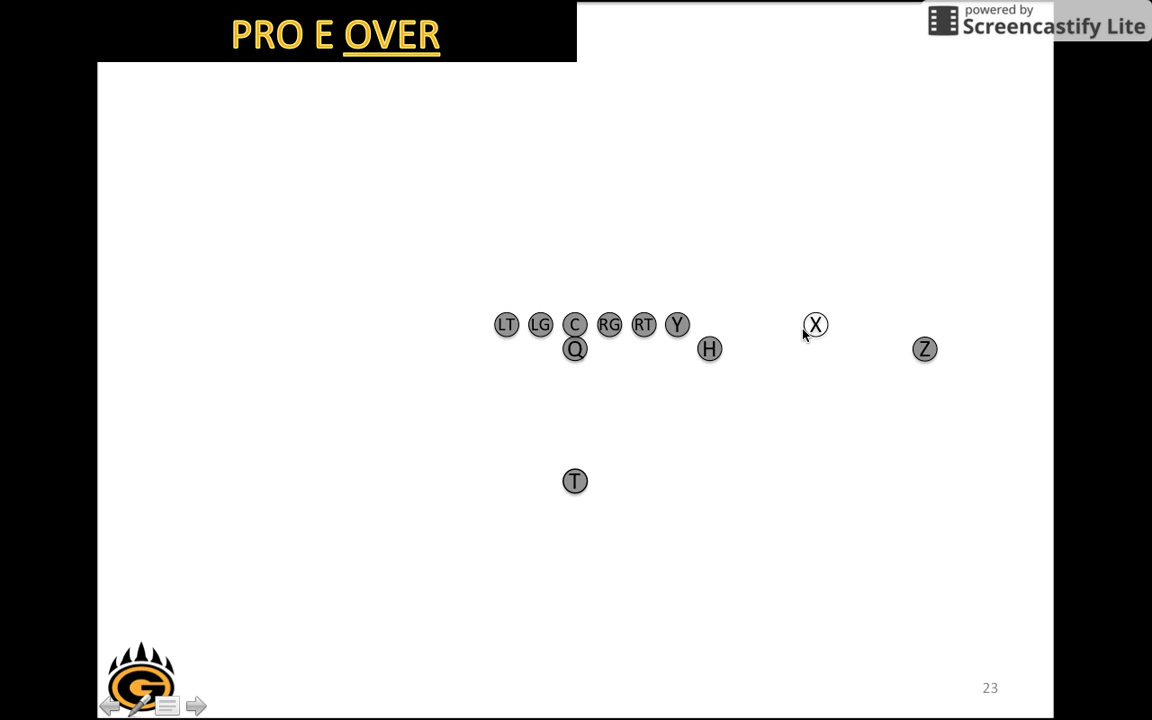 PRO E OVER
powered by
Screencastify Lite
LT LG C RG RT Y X
Q H Z
T
G
23